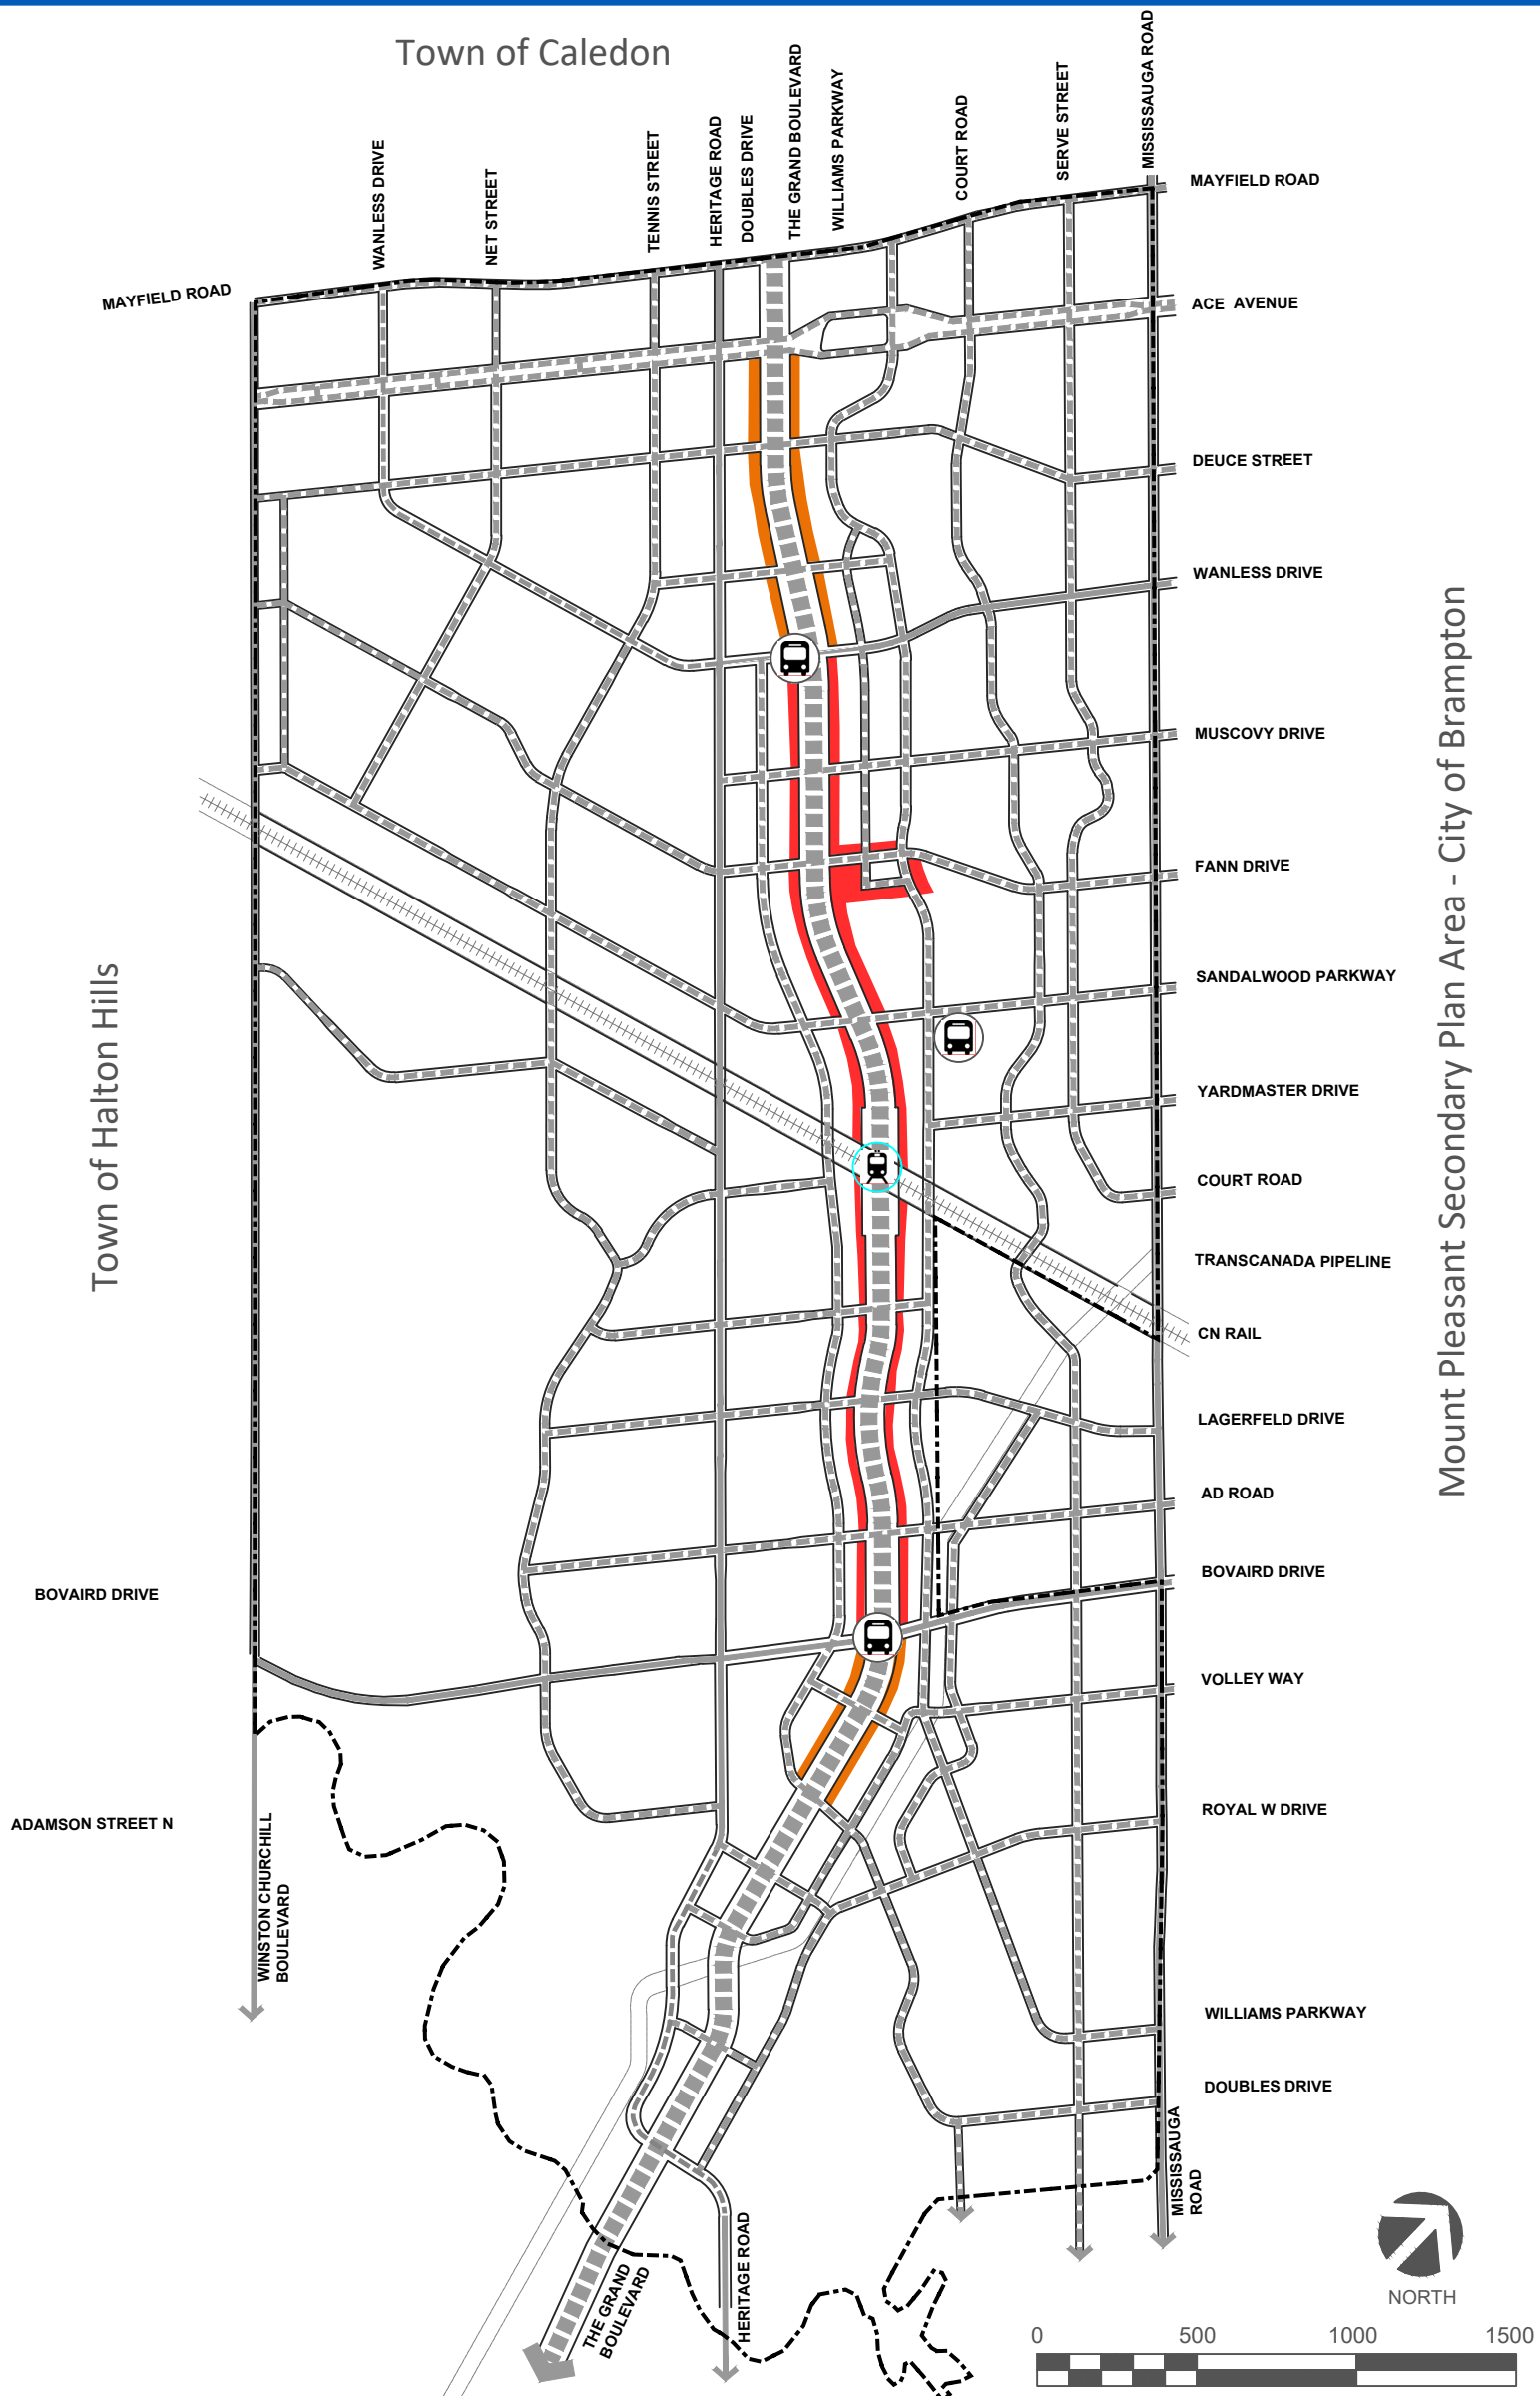 Town of Caledon
WANLESS DRIVE
NET STREET
TENNIS STREET
HERITAGE ROAD
DOUBLES DRIVE
THE GRAND BOULEVARD
WILLIAMS PARKWAY
COURT ROAD
SERVE STREET
MISSISSAUGA ROAD
MAYFIELD ROAD
MAYFIELD ROAD
ACE AVENUE
DEUCE STREET
WANLESS DRIVE
MUSCOVY DRIVE
FANN DRIVE
SANDALWOOD PARKWAY
YARDMASTER DRIVE
COURT ROAD
TRANSCANADA PIPELINE
CN RAIL
LAGERFELD DRIVE
AD ROAD
BOVAIRD DRIVE
VOLLEY WAY
ROYAL W DRIVE
WILLIAMS PARKWAY
DOUBLES DRIVE
Mount Pleasant Secondary Plan Area - City of Brampton
Town of Halton Hills
BOVAIRD DRIVE
ADAMSON STREET N
WINSTON CHURCHILL
BOULEVARD
THE GRAND
BOULEVARD
HERITAGE ROAD
MISSISSAUGA
ROAD
NORTH
0 500 1000 1500